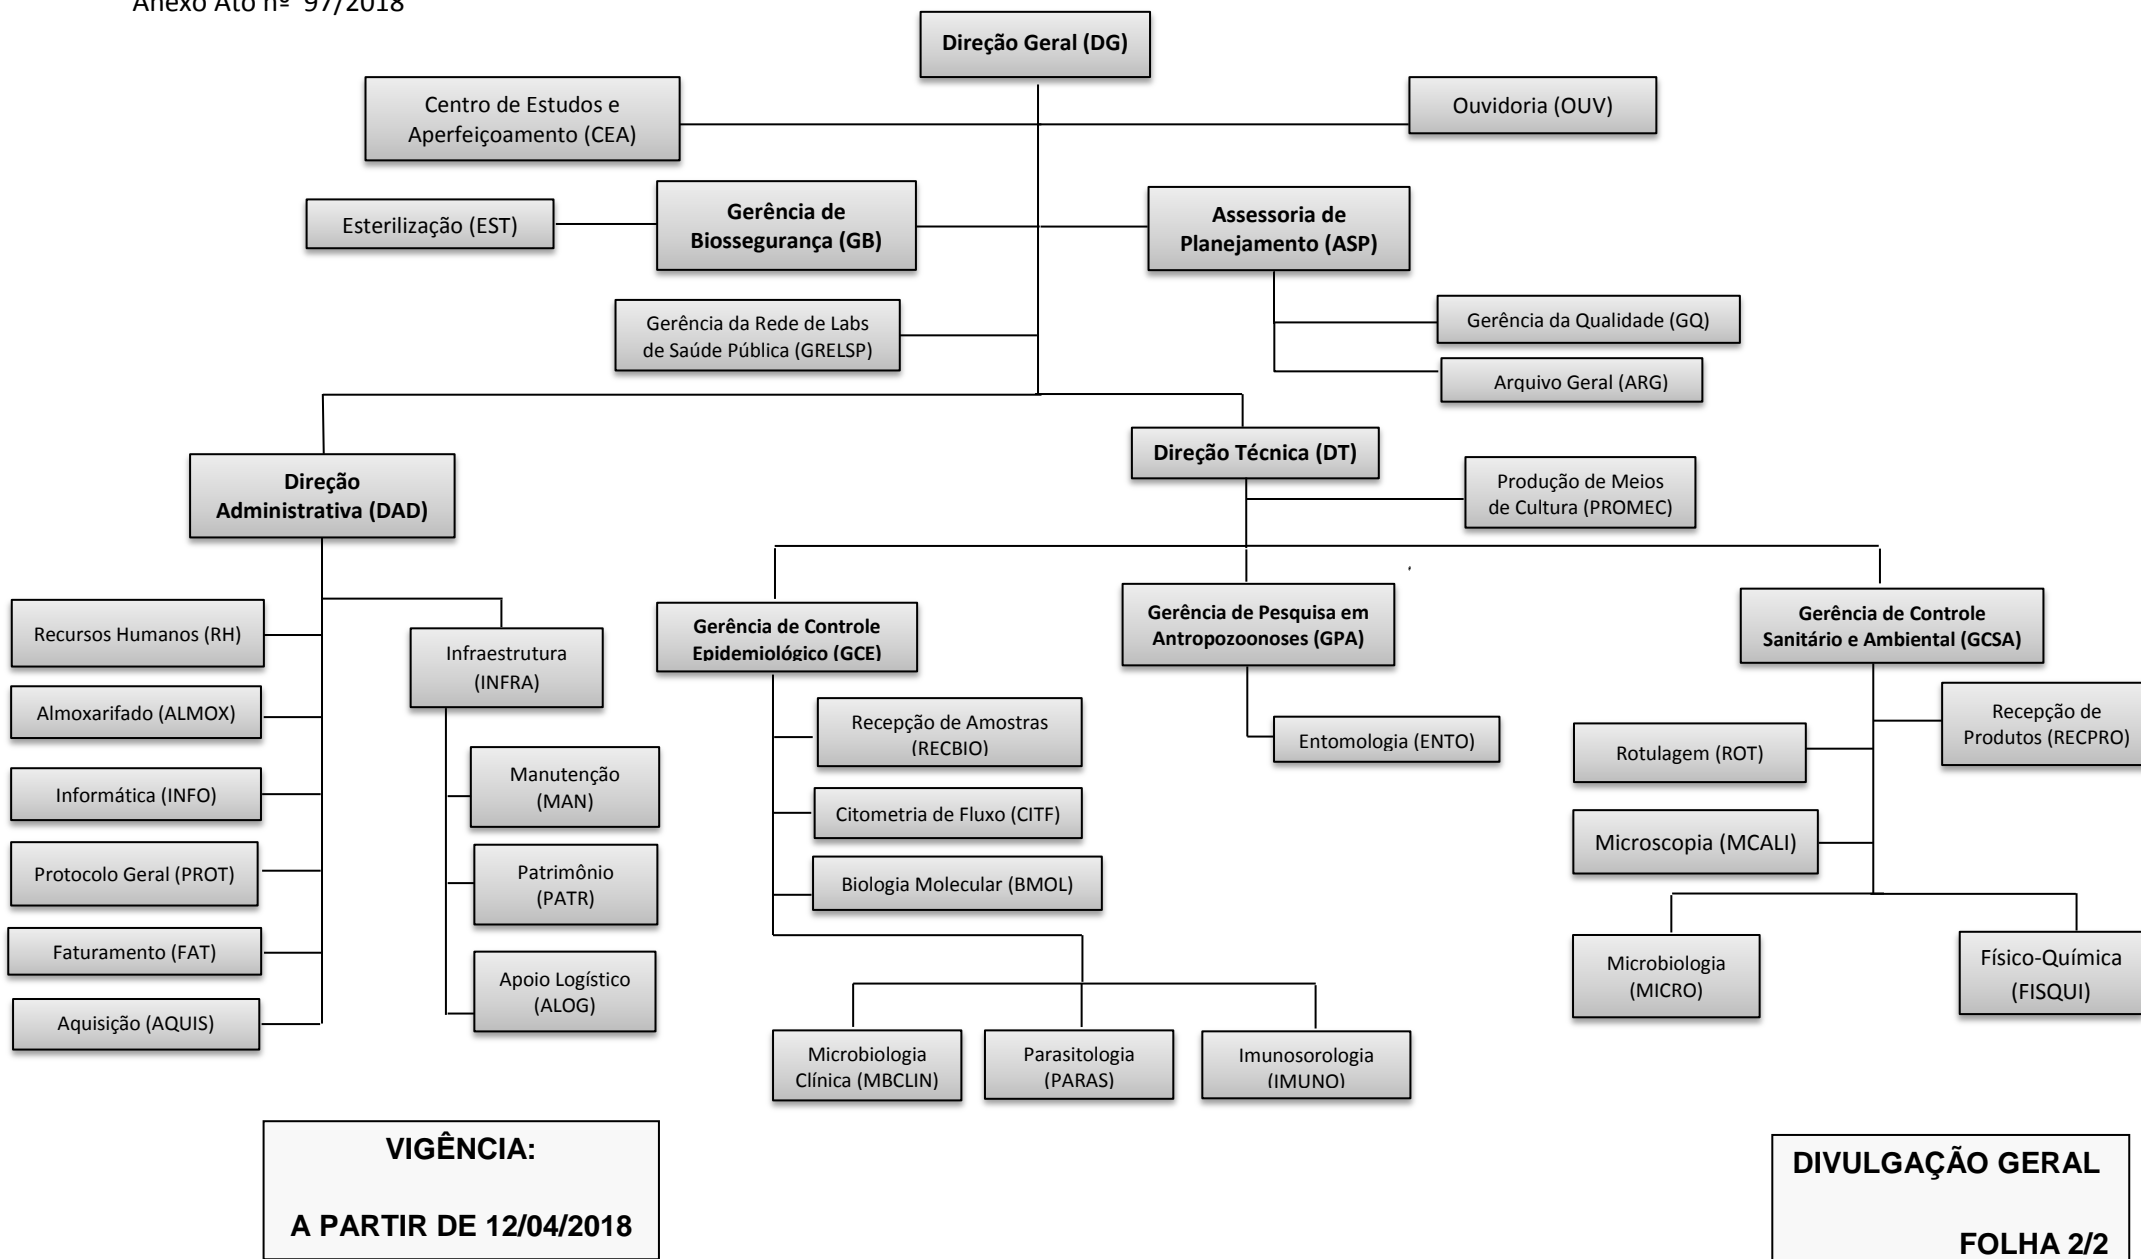 Anexo Ato nº 97/2018
Direção Geral (DG)
Centro de Estudos e
Aperfeiçoamento (CEA)
Ouvidoria (OUV)
Esterilização (EST)
Gerência de
Biossegurança (GB)
Assessoria de
Planejamento (ASP)
Gerência da Rede de Labs
de Saúde Pública (GRELSP)
Gerência da Qualidade (GQ)
Arquivo Geral (ARG)
Direção
Administrativa (DAD)
Direção Técnica (DT)
Produção de Meios
de Cultura (PROMEC)
Recursos Humanos (RH)
Almoxarifado (ALMOX)
Informática (INFO)
Protocolo Geral (PROT)
Faturamento (FAT)
Aquisição (AQUIS)
Infraestrutura
(INFRA)
Manutenção
(MAN)
Patrimônio
(PATR)
Apoio Logístico
(ALOG)
Gerência de Controle
Epidemiológico (GCE)
Recepção de Amostras
(RECBIO)
Citometria de Fluxo (CITF)
Biologia Molecular (BMOL)
Microbiologia
Clínica (MBCLIN)
Parasitologia
(PARAS)
Imunosorologia
(IMUNO)
Gerência de Pesquisa em
Antropozoonoses (GPA)
Entomologia (ENTO)
Gerência de Controle
Sanitário e Ambiental (GCSA)
Recepção de
Produtos (RECPRO)
Rotulagem (ROT)
Microscopia (MCALI)
Microbiologia
(MICRO)
Físico-Química
(FISQUI)
VIGÊNCIA:
A PARTIR DE 12/04/2018
DIVULGAÇÃO GERAL
FOLHA 2/2